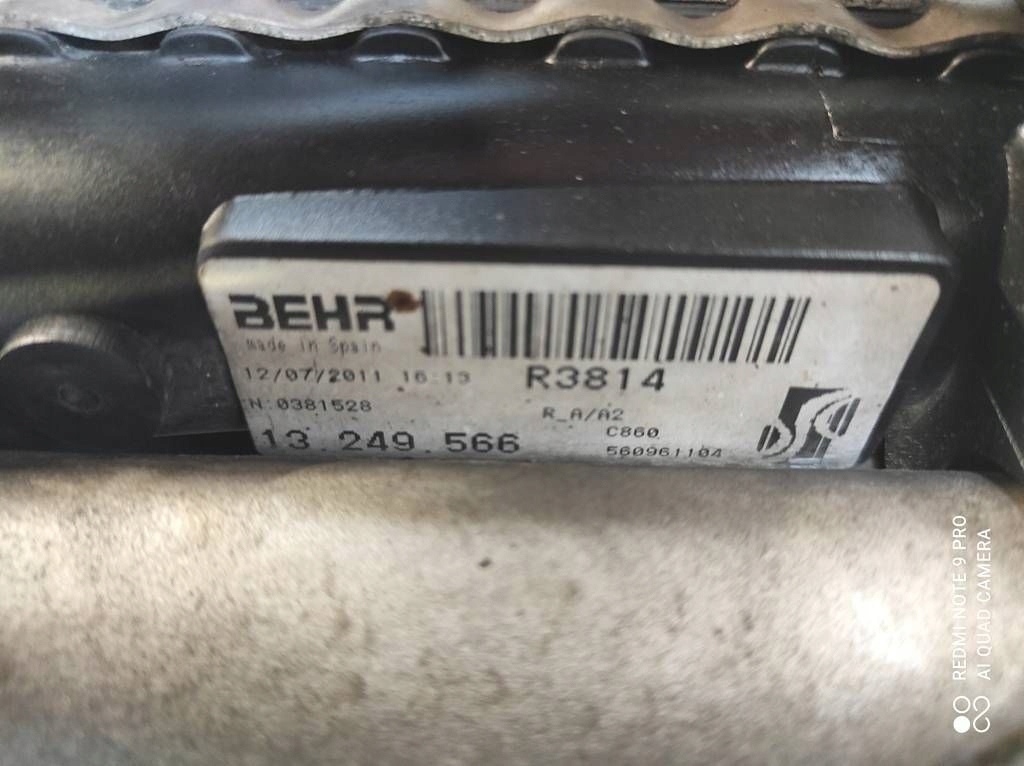 BEHR
made in Spain
12/07/2011 16:13
R3814
N:0381528
R_A/A2
C860
13 249 566
560961104
REDMI NOTE 9 PRO
AI QUAD CAMERA